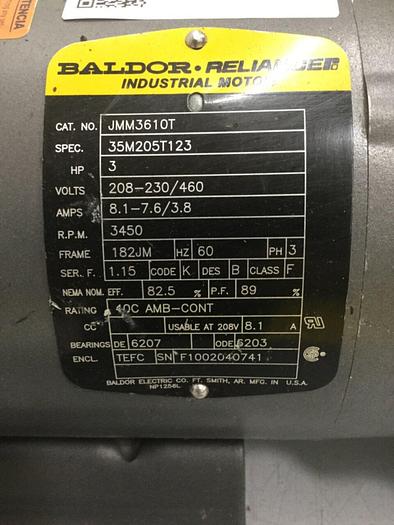 TENCIA
BALDOR • RELIANCER
INDUSTRIAL MOTO
CAT. NO. JMM3610T
SPEC. 35M205T123
HP 3
VOLTS 208-230/460
AMPS 8.1-7.6/3.8
R.P.M. 3450
FRAME 182JM HZ 60 PH 3
SER. F. 1.15 CODE K DES B CLASS F
NEMA NOM. EFF. 82.5 % P.F. 89 %
RATING 40C AMB-CONT
CC USABLE AT 208V 8.1 A
BEARINGS DE 6207 ODE 6203
ENCL. TEFC SN F1002040741
BALDOR ELECTRIC CO. FT. SMITH, AR. MFG. IN U.S.A.
NP1256L